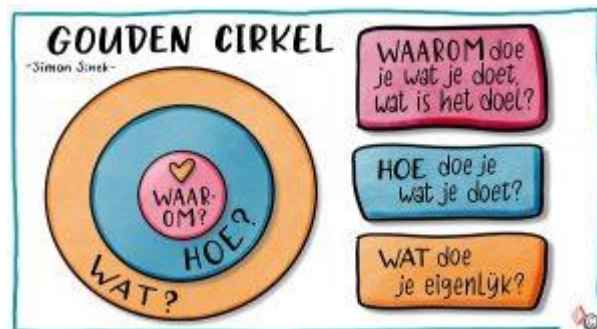 GOUDEN CIRKEL
-Simon Sinek-
WAAR-
OM?
HOE?
WAT?
WAAROM doe
je wat je doet,
wat is het doel?
HOE doe je
wat je doet?
WAT doe
je eigenlijk?
©